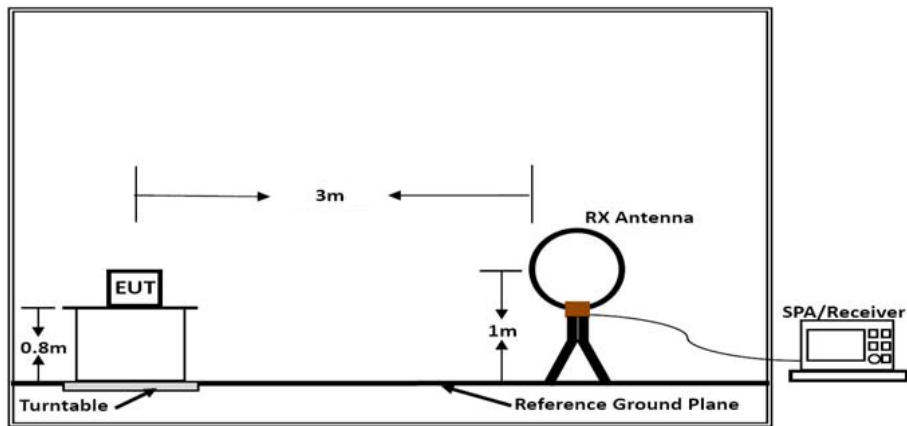 3m
RX Antenna
EUT
SPA/Receiver
1m
0.8m
Turntable
Reference Ground Plane